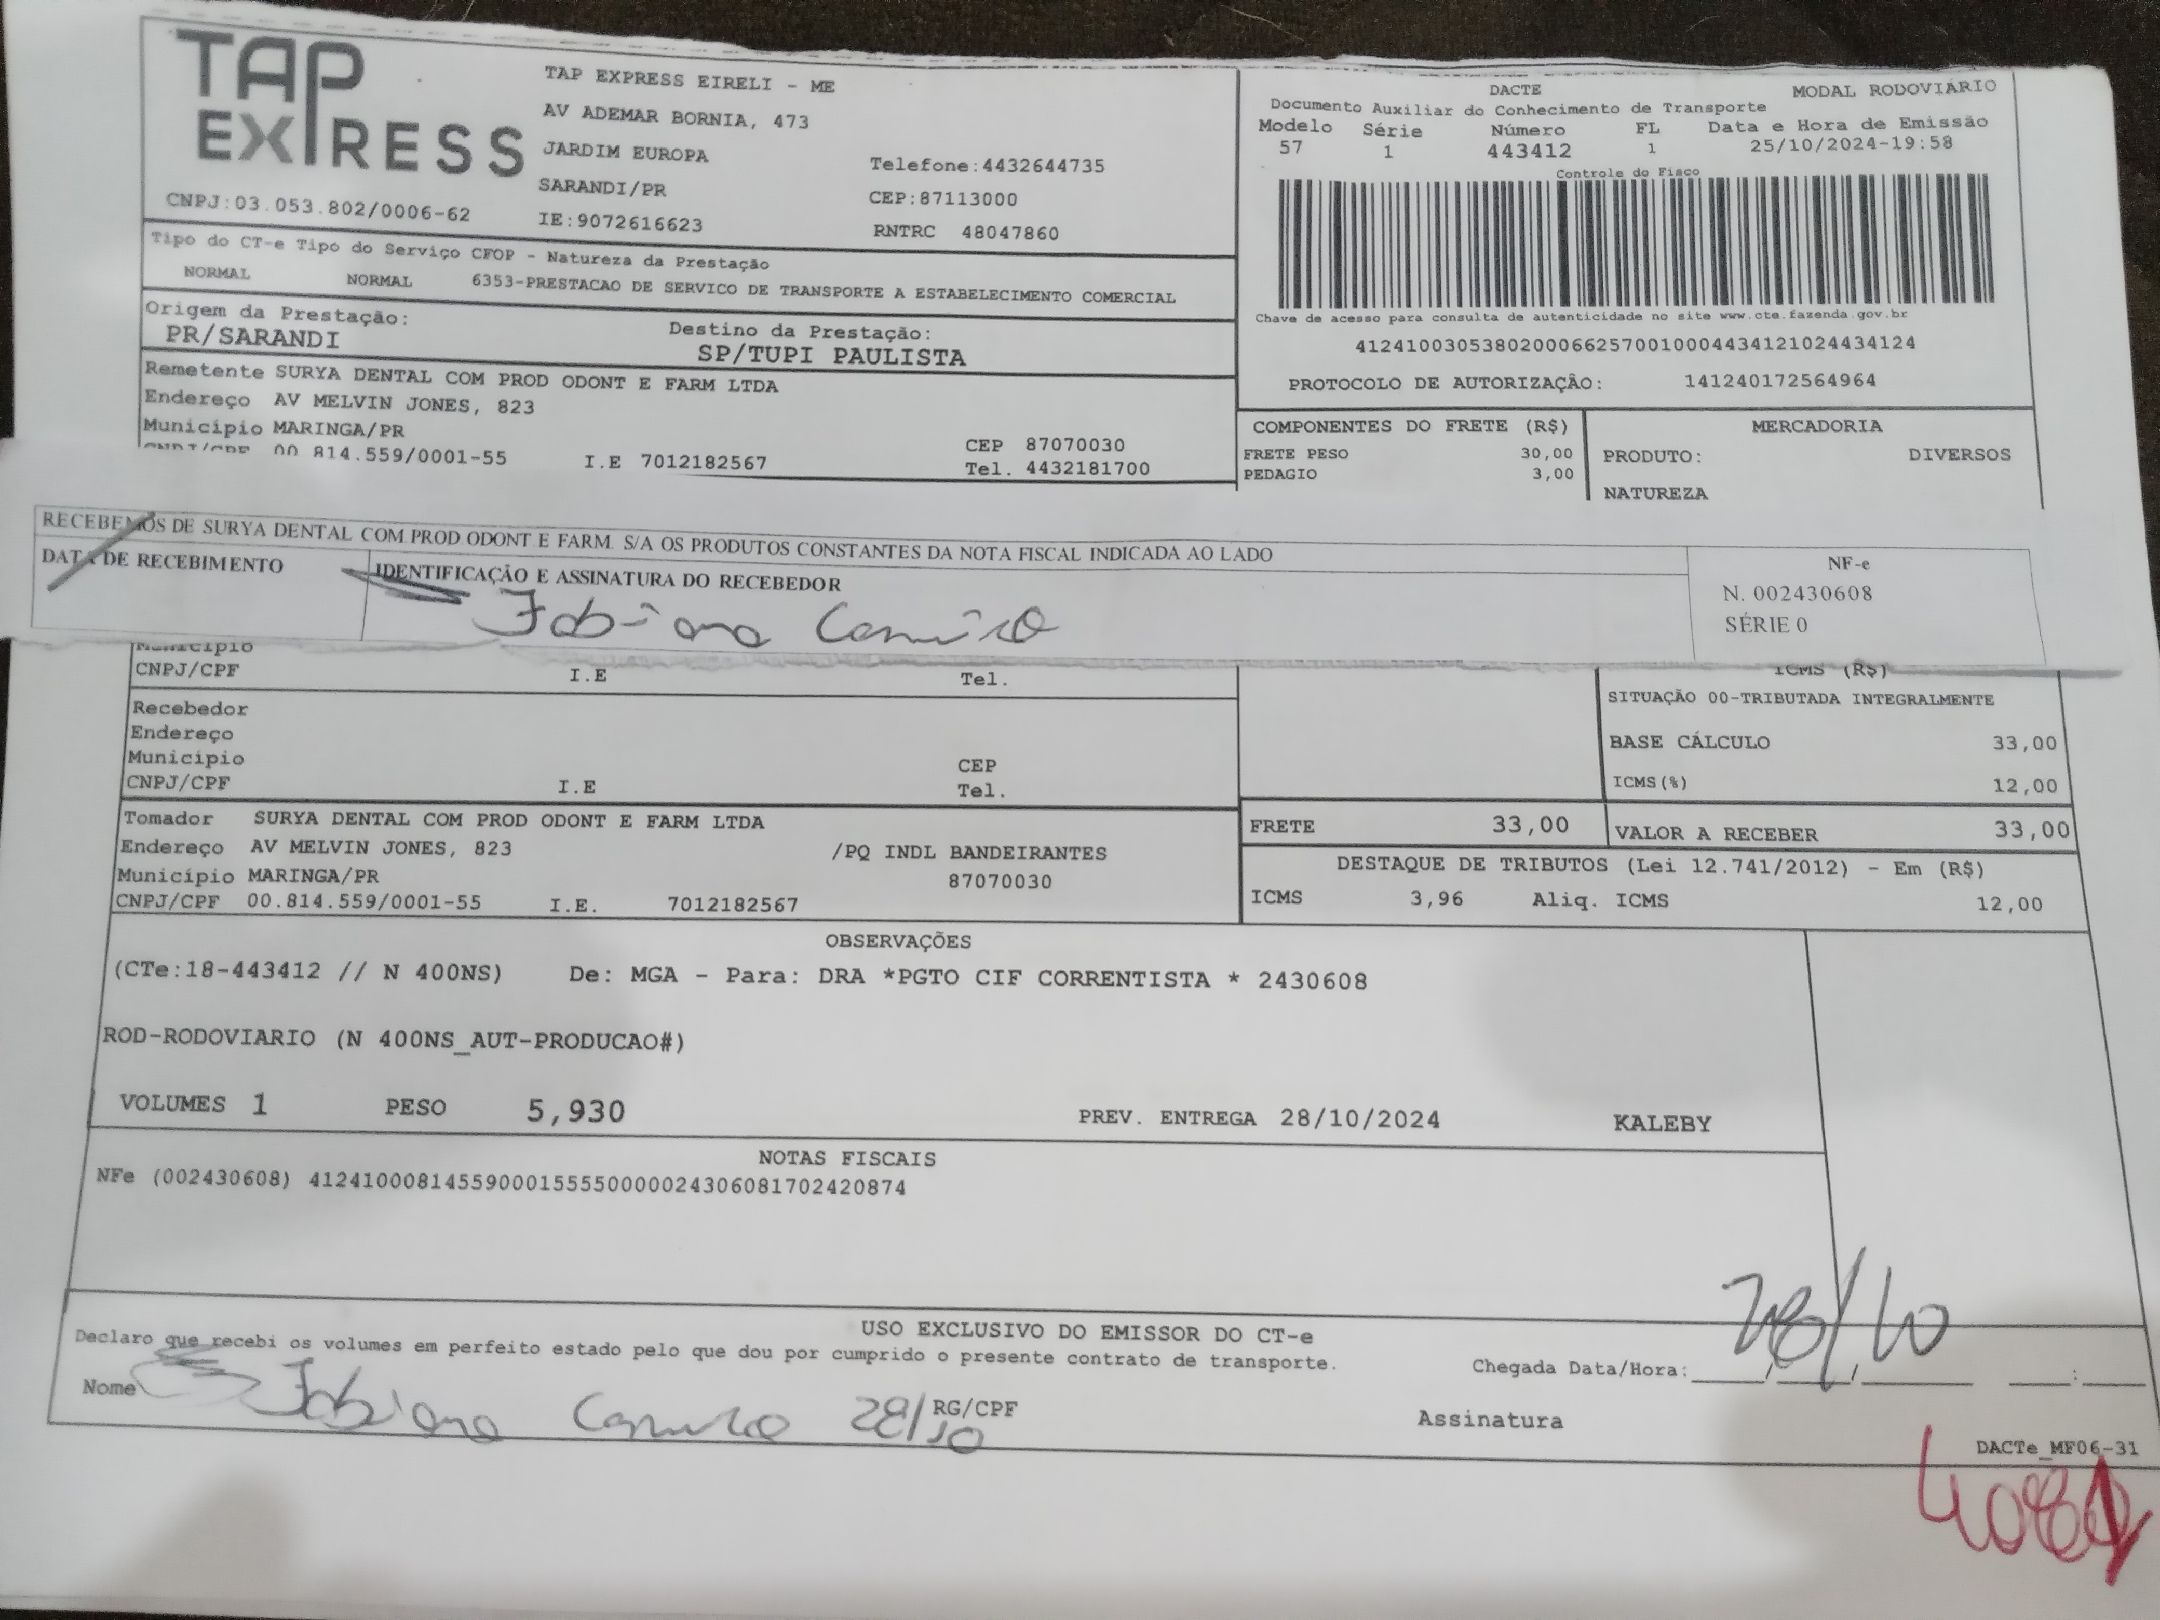 TAP EXPRESS
TAP EXPRESS EIRELI - ME
AV ADEMAR BORNIA, 473
JARDIM EUROPA Telefone:4432644735
SARANDI/PR CEP:87113000
CNPJ:03.053.802/0006-62 IE:9072616623 RNTRC 48047860
DACTE MODAL RODOVIÁRIO
Documento Auxiliar do Conhecimento de Transporte
Modelo Série Número FL Data e Hora de Emissão
57 1 443412 1 25/10/2024-19:58
Controle do Fisco
Chave de acesso para consulta de autenticidade no site www.cte.fazenda.gov.br
41241003053802000662570010004434121024434124
PROTOCOLO DE AUTORIZAÇÃO: 141240172564964
Tipo do CT-e Tipo do Serviço CFOP - Natureza da Prestação
NORMAL NORMAL 6353-PRESTACAO DE SERVICO DE TRANSPORTE A ESTABELECIMENTO COMERCIAL
Origem da Prestação: Destino da Prestação:
PR/SARANDI SP/TUPI PAULISTA
Remetente SURYA DENTAL COM PROD ODONT E FARM LTDA
Endereço AV MELVIN JONES, 823
Município MARINGA/PR CEP 87070030
CNPJ/CPF 00.814.559/0001-55 I.E 7012182567 Tel. 4432181700
COMPONENTES DO FRETE (R$) MERCADORIA
FRETE PESO 30,00 PRODUTO: DIVERSOS
PEDAGIO 3,00 NATUREZA
RECEBEMOS DE SURYA DENTAL COM PROD ODONT E FARM. S/A OS PRODUTOS CONSTANTES DA NOTA FISCAL INDICADA AO LADO
DATA DE RECEBIMENTO IDENTIFICAÇÃO E ASSINATURA DO RECEBEDOR
Fabiana Camiro
NF-e
N. 002430608
SÉRIE 0
Município
CNPJ/CPF I.E Tel.
ICMS (R$)
SITUAÇÃO 00-TRIBUTADA INTEGRALMENTE
BASE CÁLCULO 33,00
ICMS(%) 12,00
Recebedor
Endereço
Município CEP
CNPJ/CPF I.E Tel.
Tomador SURYA DENTAL COM PROD ODONT E FARM LTDA
Endereço AV MELVIN JONES, 823 /PQ INDL BANDEIRANTES
Município MARINGA/PR 87070030
CNPJ/CPF 00.814.559/0001-55 I.E. 7012182567
FRETE 33,00 VALOR A RECEBER 33,00
DESTAQUE DE TRIBUTOS (Lei 12.741/2012) - Em (R$)
ICMS 3,96 Aliq. ICMS 12,00
OBSERVAÇÕES
(CTe:18-443412 // N 400NS) De: MGA - Para: DRA *PGTO CIF CORRENTISTA * 2430608
ROD-RODOVIARIO (N 400NS_AUT-PRODUCAO#)
VOLUMES 1 PESO 5,930 PREV. ENTREGA 28/10/2024 KALEBY
NOTAS FISCAIS
NFe (002430608) 41241000814559000155550000024306081702420874
USO EXCLUSIVO DO EMISSOR DO CT-e
Declaro que recebi os volumes em perfeito estado pelo que dou por cumprido o presente contrato de transporte.
Chegada Data/Hora: 28/10
Nome Fabiana Camiro 28/10 RG/CPF Assinatura
DACTe_MF06-31